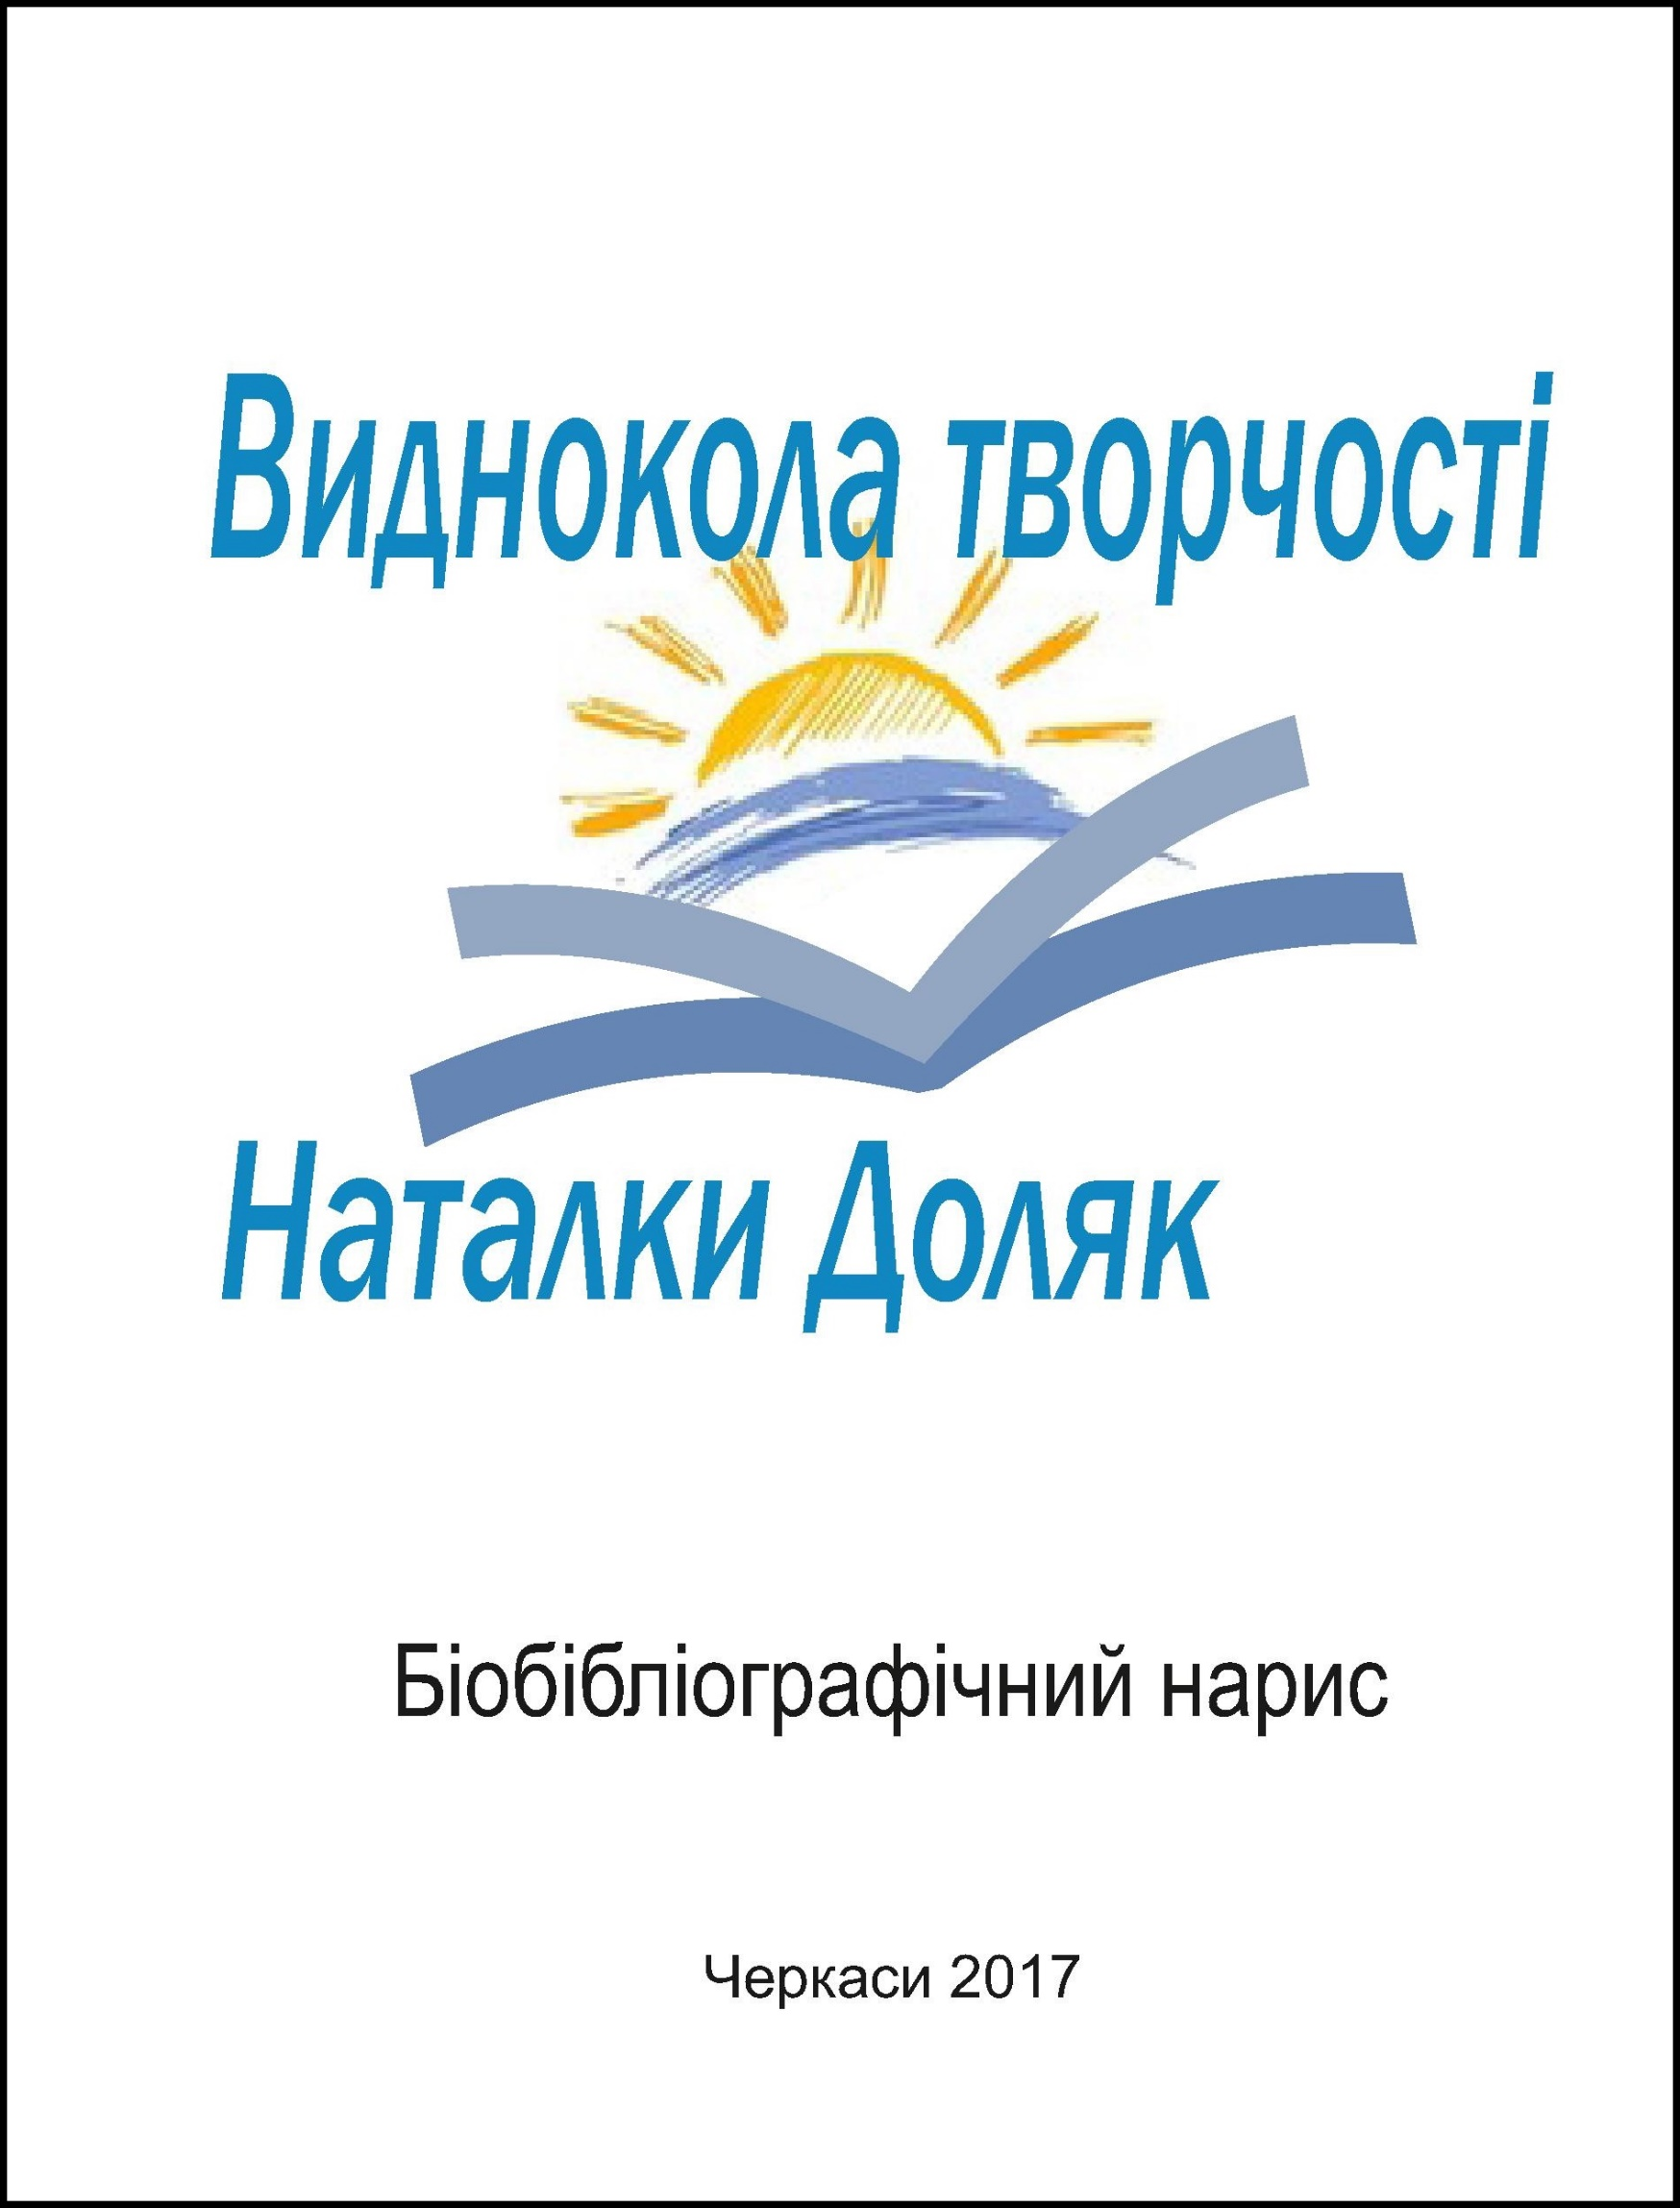 Виднокола творчості
Наталки Доляк
Біобібліографічний нарис
Черкаси 2017